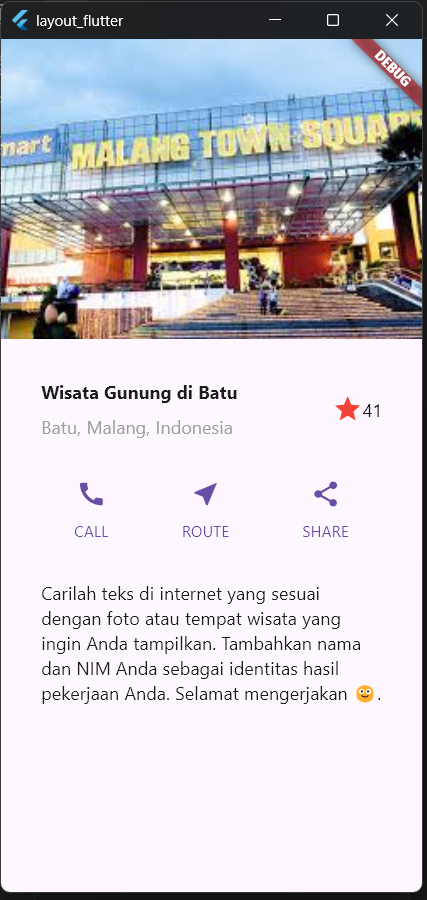 layout_flutter
DEBUG
mart
MALANG TOWN SQUARE
Wisata Gunung di Batu
Batu, Malang, Indonesia
41
CALL
ROUTE
SHARE
Carilah teks di internet yang sesuai
dengan foto atau tempat wisata yang
ingin Anda tampilkan. Tambahkan nama
dan NIM Anda sebagai identitas hasil
pekerjaan Anda. Selamat mengerjakan 🙂.